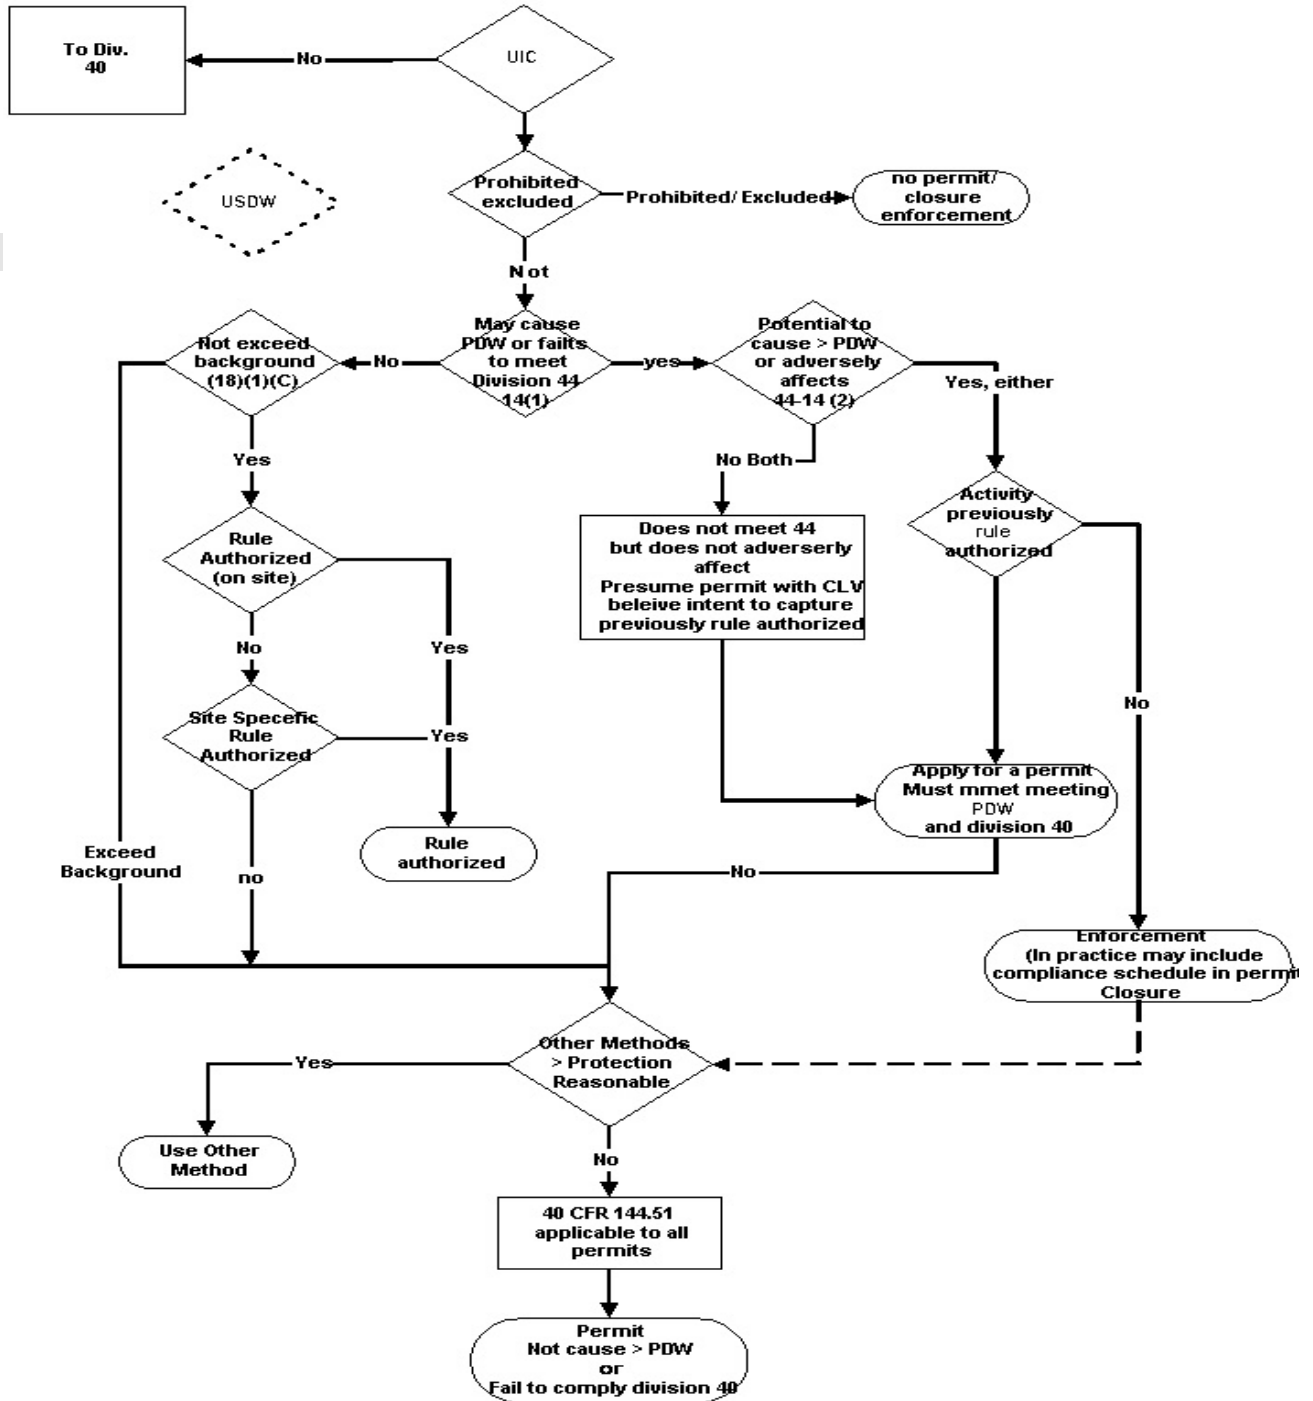 To Div.
40
No
UIC
USDW
Prohibited
excluded
Prohibited/ Excluded
no permit/
closure
enforcement
Not
Not exceed
background
(18)(1)(C)
No
May cause
PDW or failts
to meet
Division 44
14(1)
yes
Potential to
cause > PDW
or adversely
affects
44-14 (2)
Yes, either
Yes
No Both
Rule
Authorized
(on site)
Does not meet 44
but does not adverserly
affect
Presume permit with CLV
beleive intent to capture
previously rule authorized
Activity
previously
rule
authorized
No
Yes
No
Site Specefic
Rule
Authorized
Yes
Apply for a permit
Must mmet meeting
PDW
and division 40
Rule
authorized
Exceed
Background
no
No
Enforcement
(In practice may include
compliance schedule in permit
Closure
Other Methods
> Protection
Reasonable
Yes
Use Other
Method
No
40 CFR 144.51
applicable to all
permits
Permit
Not cause > PDW
or
Fail to comply division 40